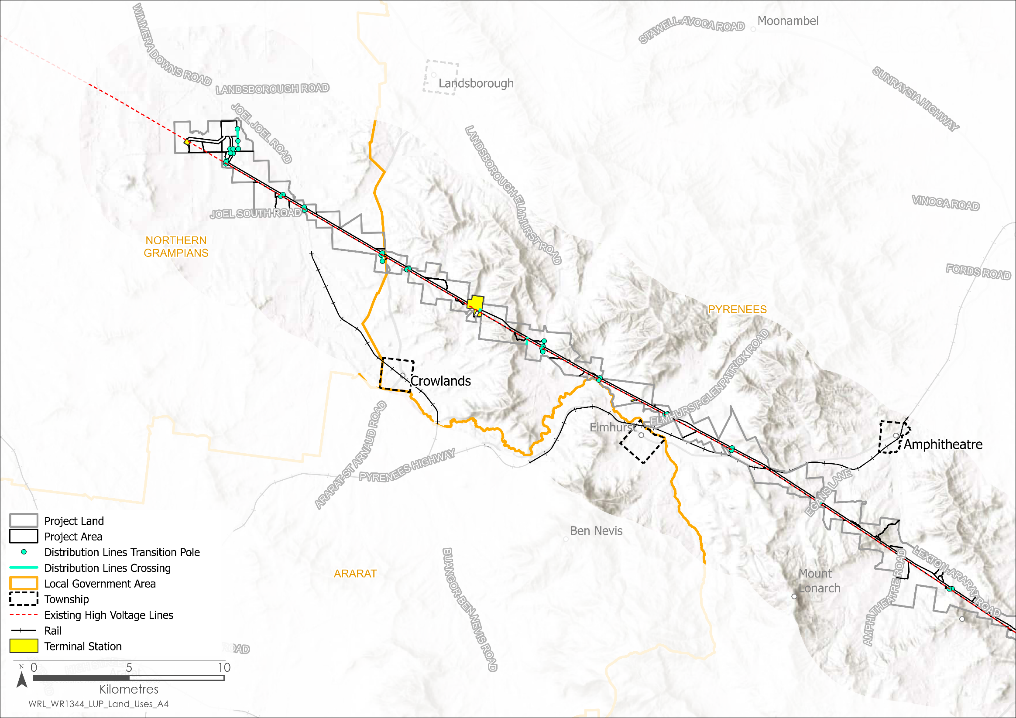 WIMMERA DOWNS ROAD
STAWELL-AVOCA ROAD
Moonambel
Landsborough
LANDSBOROUGH ROAD
SUNRAYSIA HIGHWAY
JOEL JOEL ROAD
LANDSBOROUGH-ELMHURST ROAD
VINOCA ROAD
JOEL SOUTH ROAD
NORTHERN
GRAMPIANS
FORDS ROAD
PYRENEES
ELMHURST-GLENPATRICK ROAD
Crowlands
ARARAT-ST ARNAUD ROAD
Elmhurst
Amphitheatre
PYRENEES HIGHWAY
EGANS LANE
Ben Nevis
ARARAT
BUANGOR-BEN NEVIS ROAD
Mount
Lonarch
AMPHITHEATRE ROAD
LEXTON-ARARAT ROAD
Project Land
Project Area
Distribution Lines Transition Pole
Distribution Lines Crossing
Local Government Area
Township
Existing High Voltage Lines
Rail
Terminal Station
N
0 5 10
Kilometres
WRL_WR1344_LUP_Land_Uses_A4